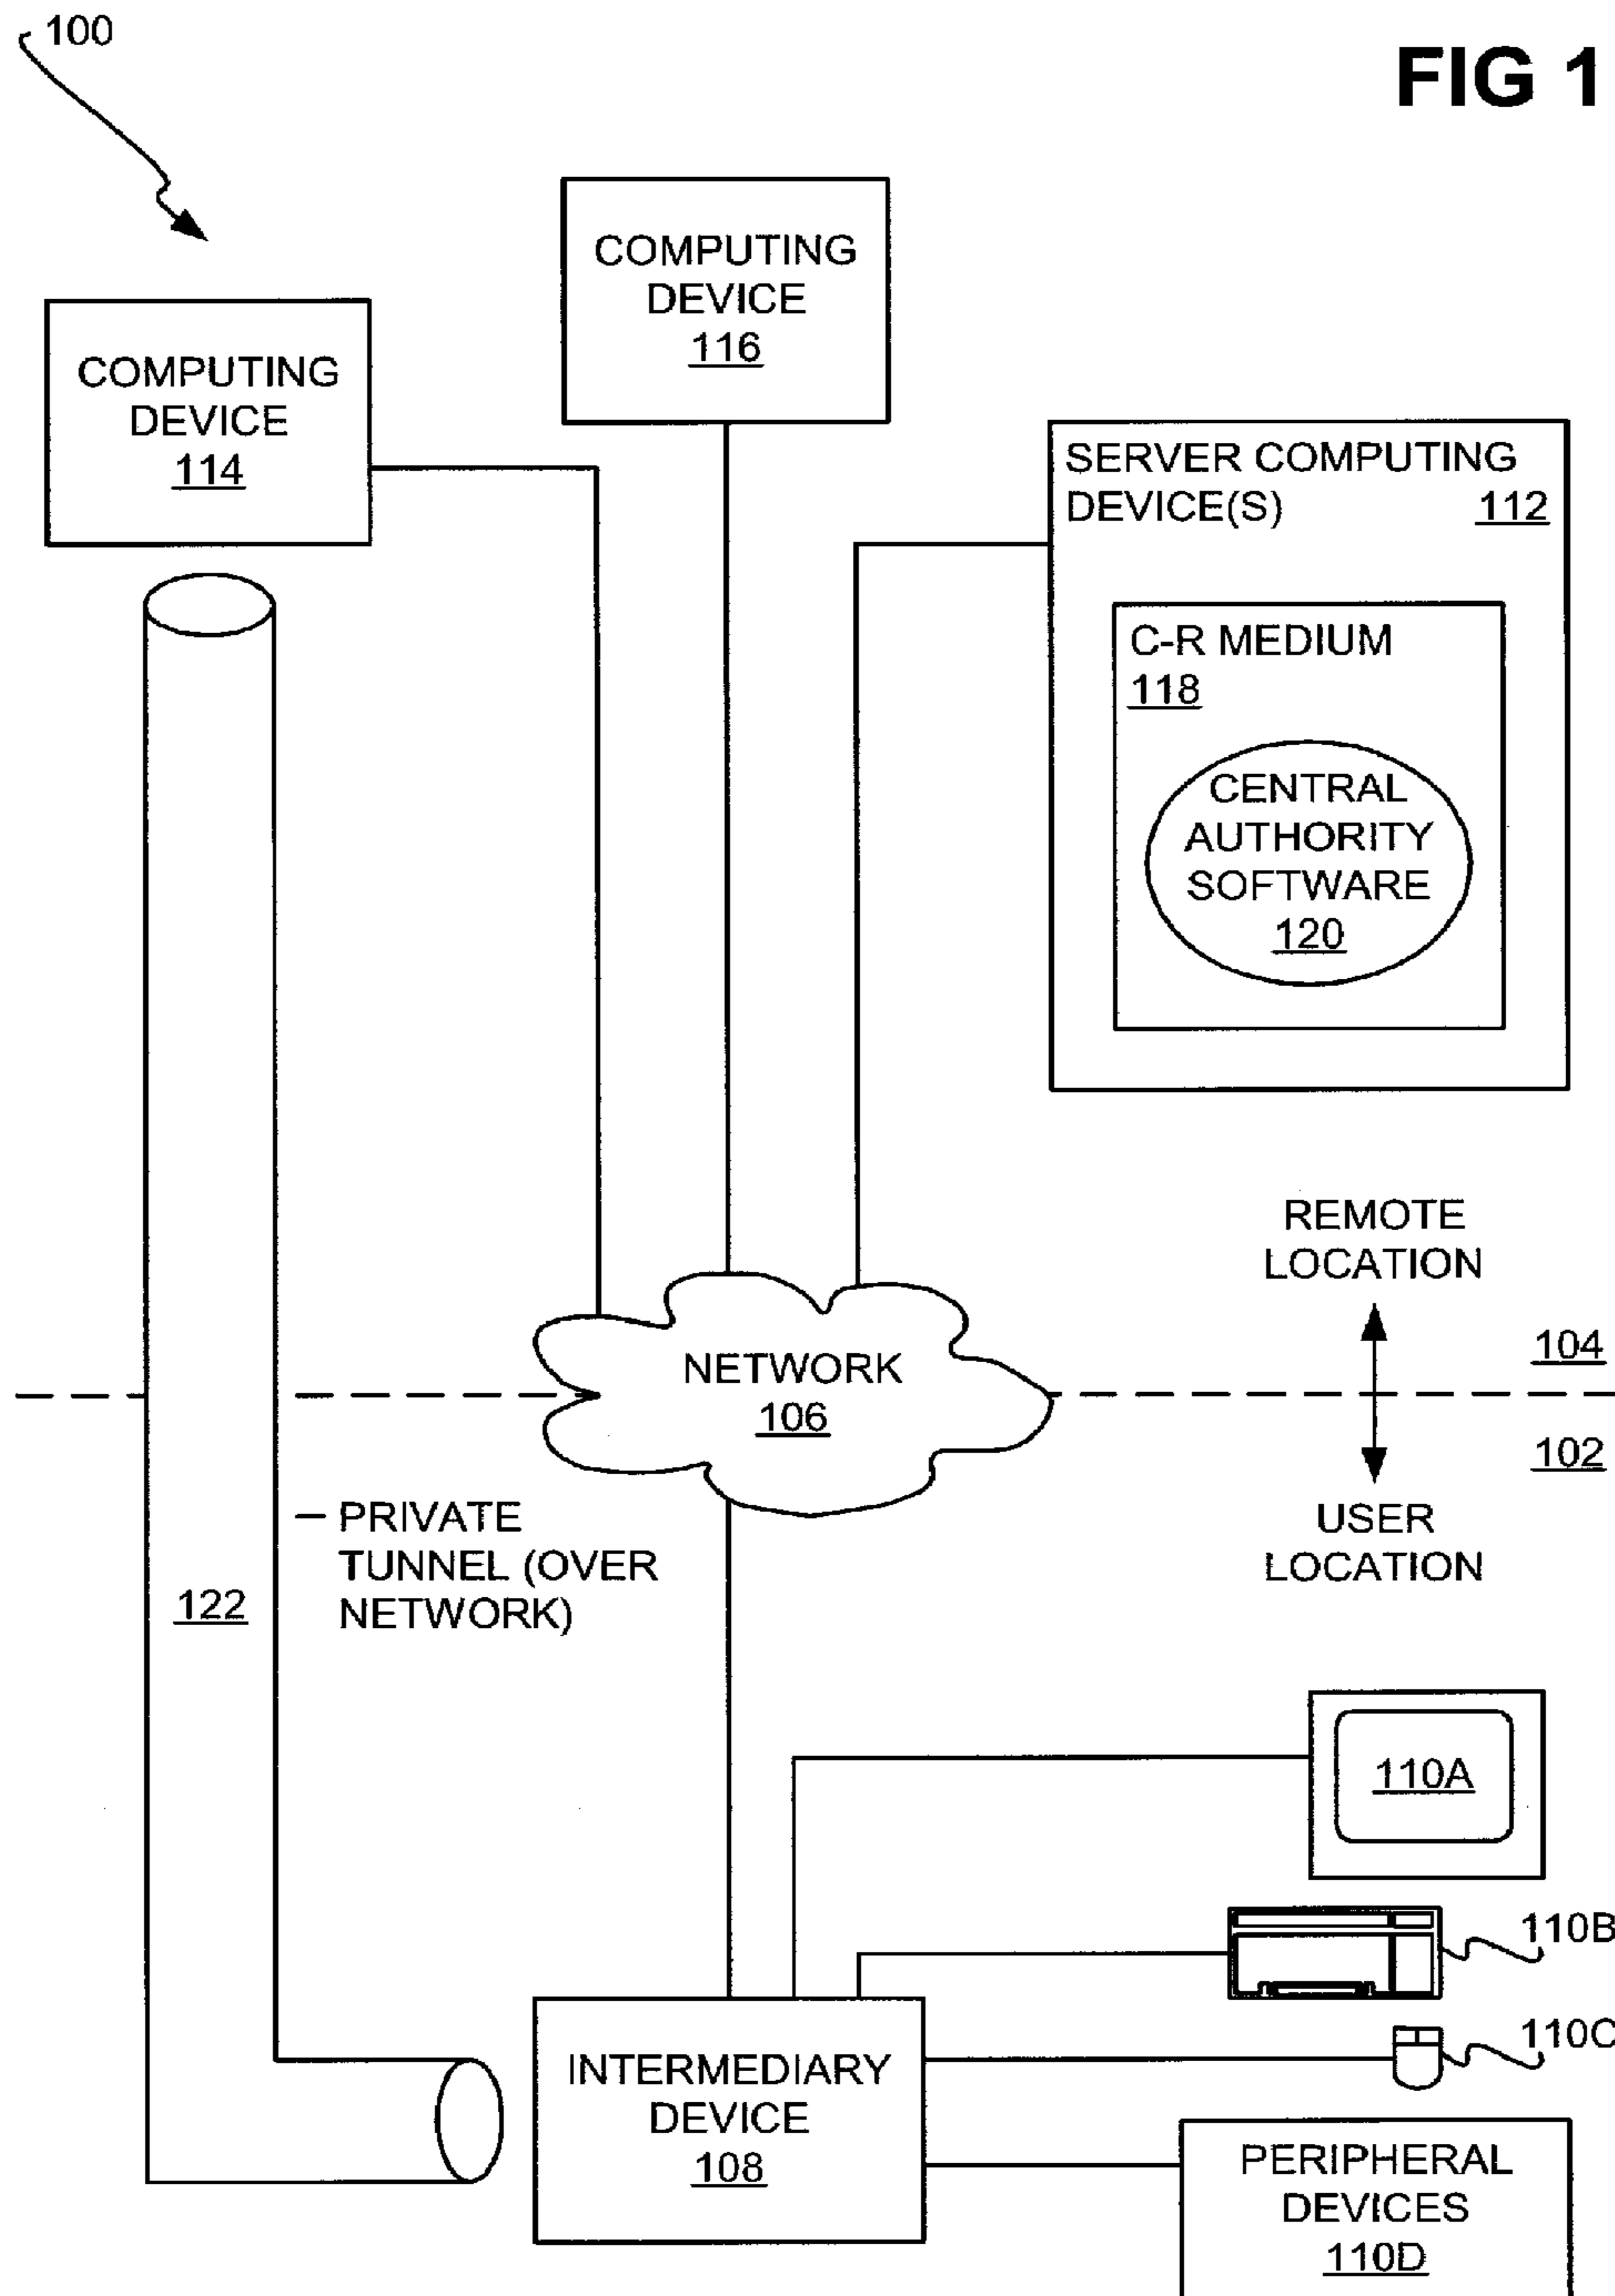 100
FIG 1
COMPUTING
DEVICE
116
COMPUTING
DEVICE
114
SERVER COMPUTING
DEVICE(S)
112
C-R MEDIUM
118
CENTRAL
AUTHORITY
SOFTWARE
120
REMOTE
LOCATION
104
NETWORK
106
102
USER
LOCATION
PRIVATE
TUNNEL (OVER
NETWORK)
122
110A
110B
110C
INTERMEDIARY
DEVICE
108
PERIPHERAL
DEVICES
110D